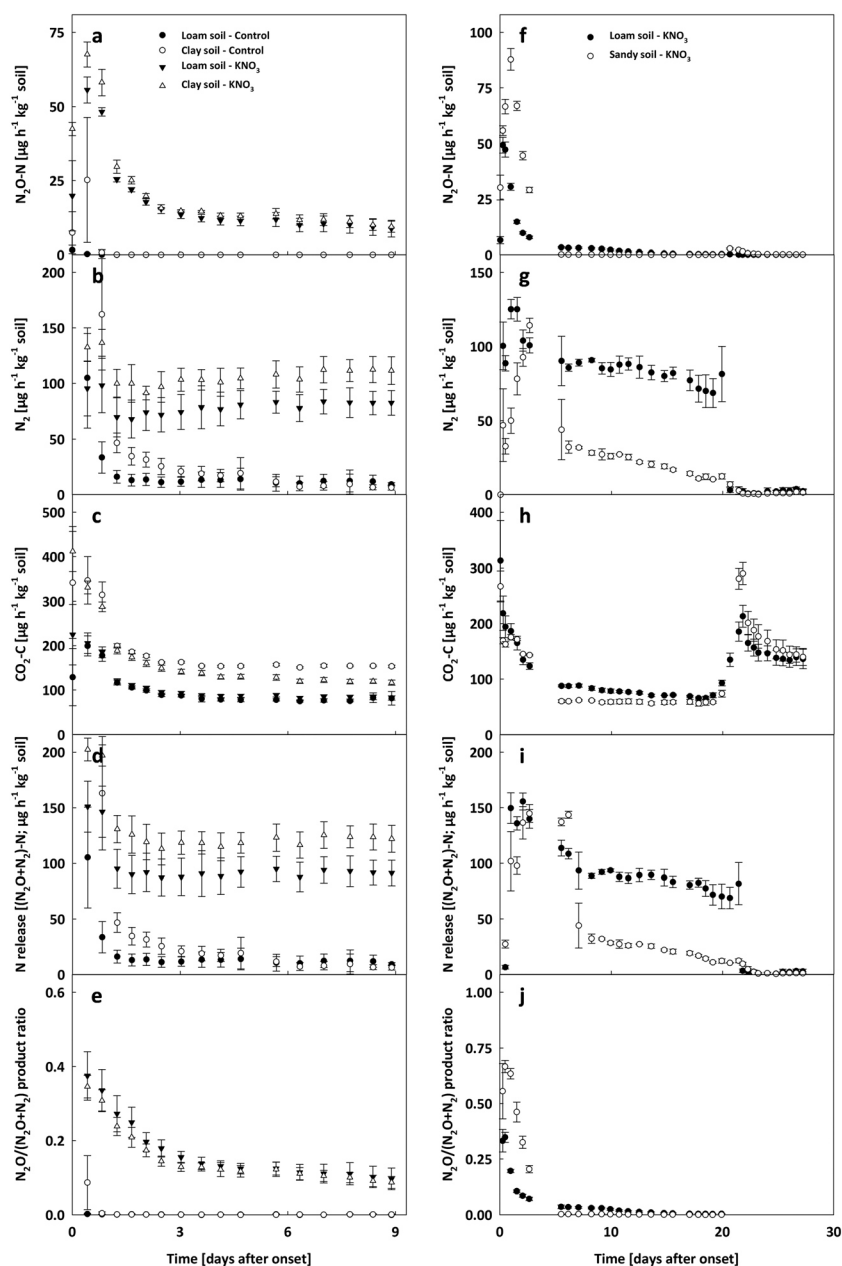 a
Loam soil - Control
Clay soil - Control
Loam soil - KNO₃
Clay soil - KNO₃
N₂O-N [µg h⁻¹ kg⁻¹ soil]
75
50
25
0
b
N₂ [µg h⁻¹ kg⁻¹ soil]
200
150
100
50
0
c
CO₂-C [µg h⁻¹ kg⁻¹ soil]
500
400
300
200
100
0
d
N release [(N₂O+N₂)-N; µg h⁻¹ kg⁻¹ soil]
200
150
100
50
0
e
N₂O/(N₂O+N₂) product ratio
0.6
0.4
0.2
0.0
0 3 6 9
Time [days after onset]
f
Loam soil - KNO₃
Sandy soil - KNO₃
N₂O-N [µg h⁻¹ kg⁻¹ soil]
100
75
50
25
0
g
N₂ [µg h⁻¹ kg⁻¹ soil]
150
100
50
0
h
CO₂-C [µg h⁻¹ kg⁻¹ soil]
400
300
200
100
0
i
N release [(N₂O+N₂)-N; µg h⁻¹ kg⁻¹ soil]
200
150
100
50
0
j
N₂O/(N₂O+N₂) product ratio
1.00
0.75
0.50
0.25
0.00
0 10 20 30
Time [days after onset]